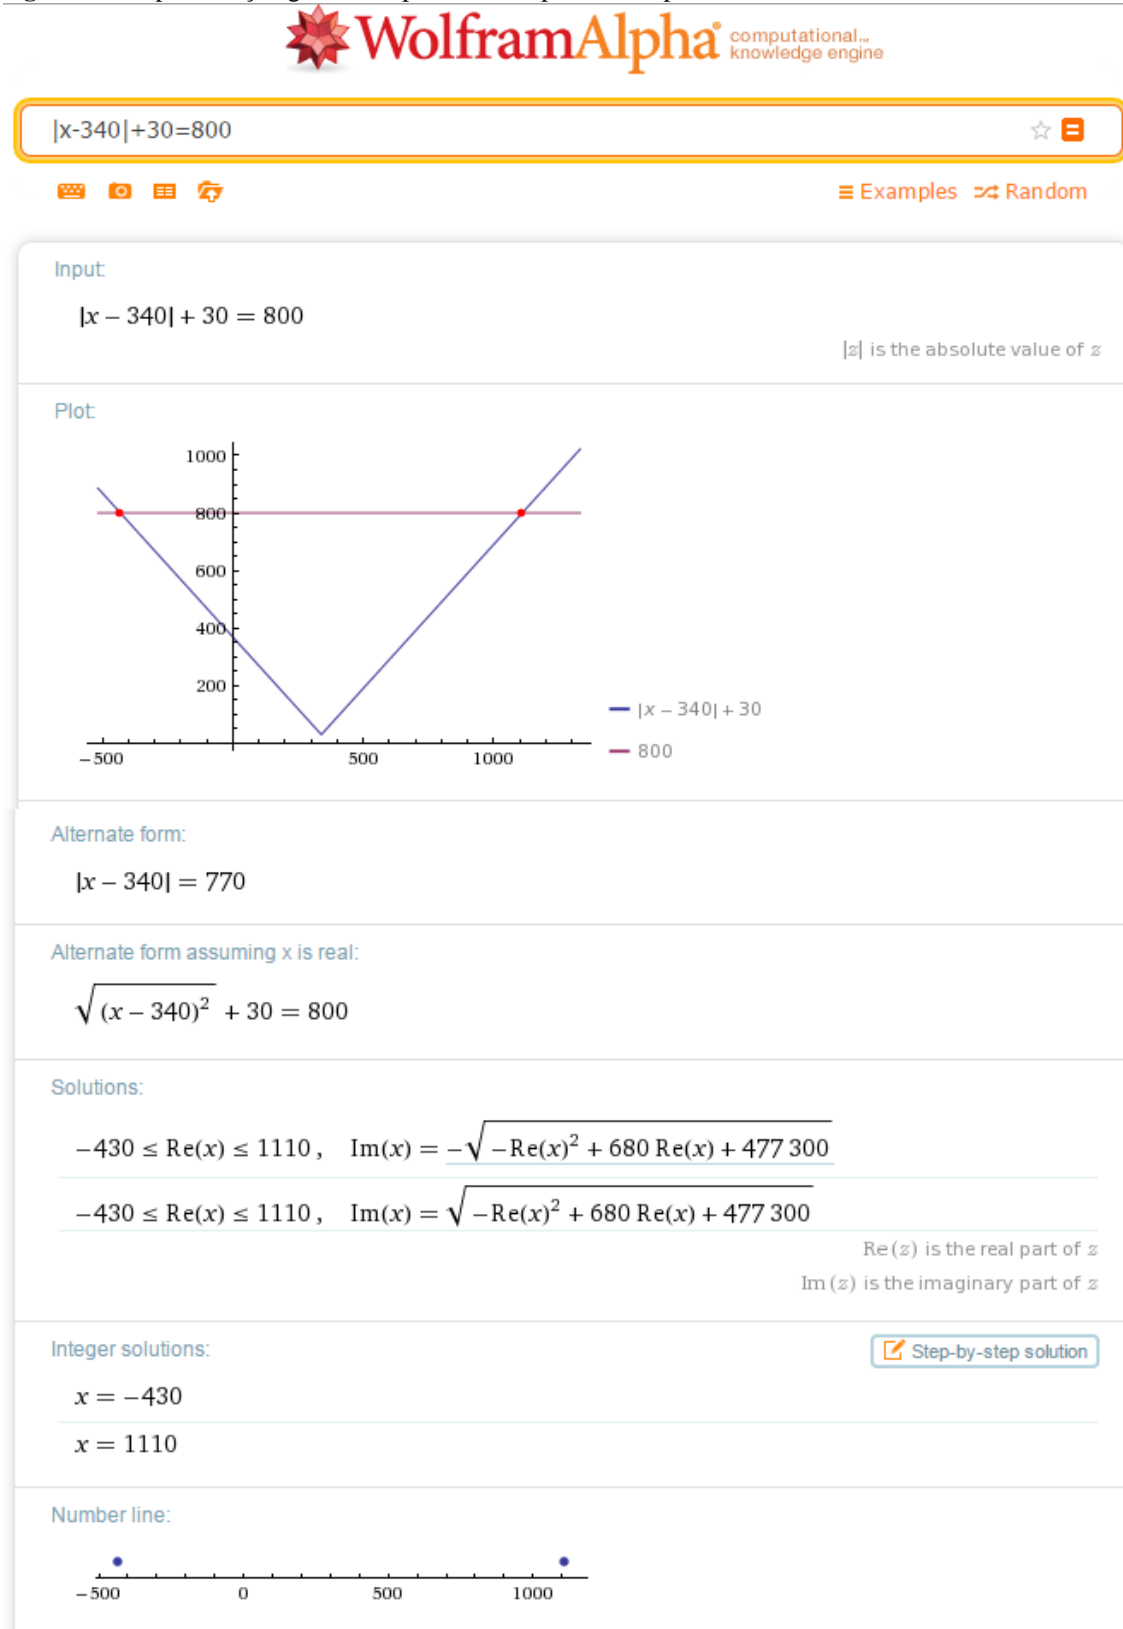 WolframAlpha computational... knowledge engine
|x-340|+30=800
Examples Random
Input:
|x − 340| + 30 = 800
|z| is the absolute value of z
Plot:
1000
800
600
400
200
−500 500 1000
|x − 340| + 30
800
Alternate form:
|x − 340| = 770
Alternate form assuming x is real:
√(x − 340)² + 30 = 800
Solutions:
−430 ≤ Re(x) ≤ 1110 , Im(x) = −√−Re(x)² + 680 Re(x) + 477 300
−430 ≤ Re(x) ≤ 1110 , Im(x) = √−Re(x)² + 680 Re(x) + 477 300
Re(z) is the real part of z
Im(z) is the imaginary part of z
Integer solutions:
Step-by-step solution
x = −430
x = 1110
Number line:
−500 0 500 1000